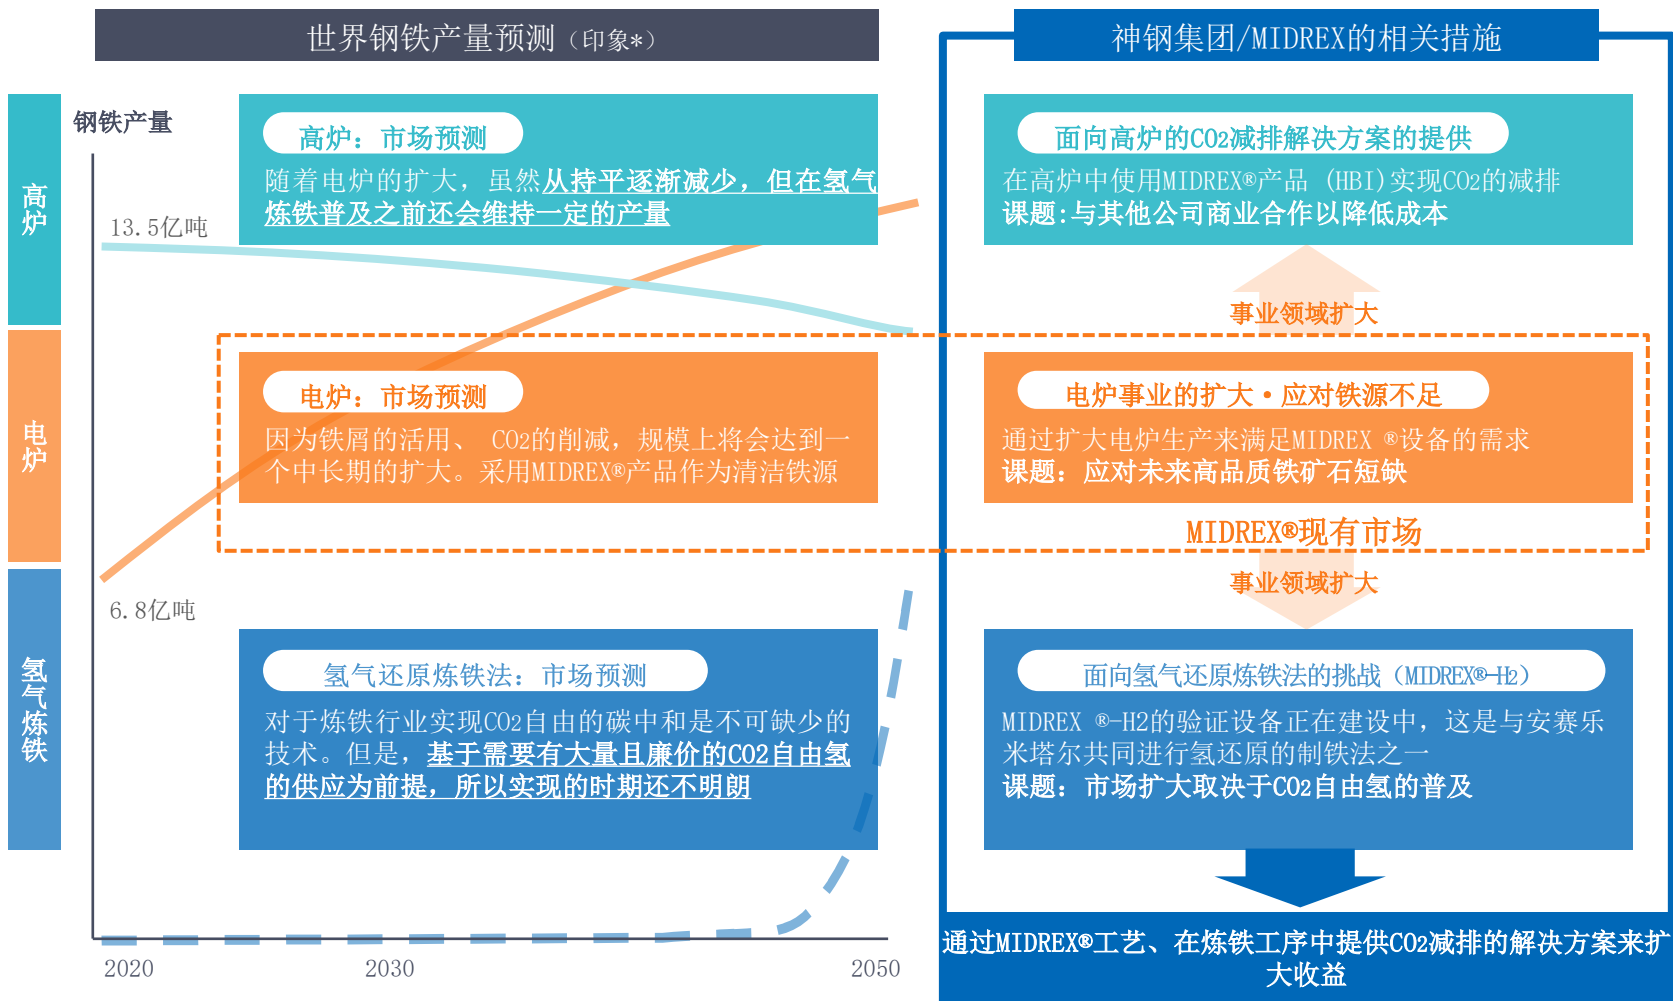 世界钢铁产量预测（印象*）
神钢集团/MIDREX的相关措施
高炉
钢铁产量
13.5亿吨
高炉：市场预测
随着电炉的扩大，虽然从持平逐渐减少，但在氢气
炼铁普及之前还会维持一定的产量
面向高炉的CO2减排解决方案的提供
在高炉中使用MIDREX®产品 (HBI)实现CO2的减排
课题:与其他公司商业合作以降低成本
事业领域扩大
电炉
电炉：市场预测
因为铁屑的活用、 CO2的削减，规模上将会达到一
个中长期的扩大。采用MIDREX®产品作为清洁铁源
电炉事业的扩大・应对铁源不足
通过扩大电炉生产来满足MIDREX ®设备的需求
课题：应对未来高品质铁矿石短缺
MIDREX®现有市场
事业领域扩大
6.8亿吨
氢气炼铁
氢气还原炼铁法：市场预测
对于炼铁行业实现CO2自由的碳中和是不可缺少的
技术。但是，基于需要有大量且廉价的CO2自由氢
的供应为前提，所以实现的时期还不明朗
面向氢气还原炼铁法的挑战（MIDREX®-H2）
MIDREX ®-H2的验证设备正在建设中，这是与安赛乐
米塔尔共同进行氢还原的制铁法之一
课题：市场扩大取决于CO2自由氢的普及
2020
2030
2050
通过MIDREX®工艺、在炼铁工序中提供CO2减排的解决方案来扩
大收益